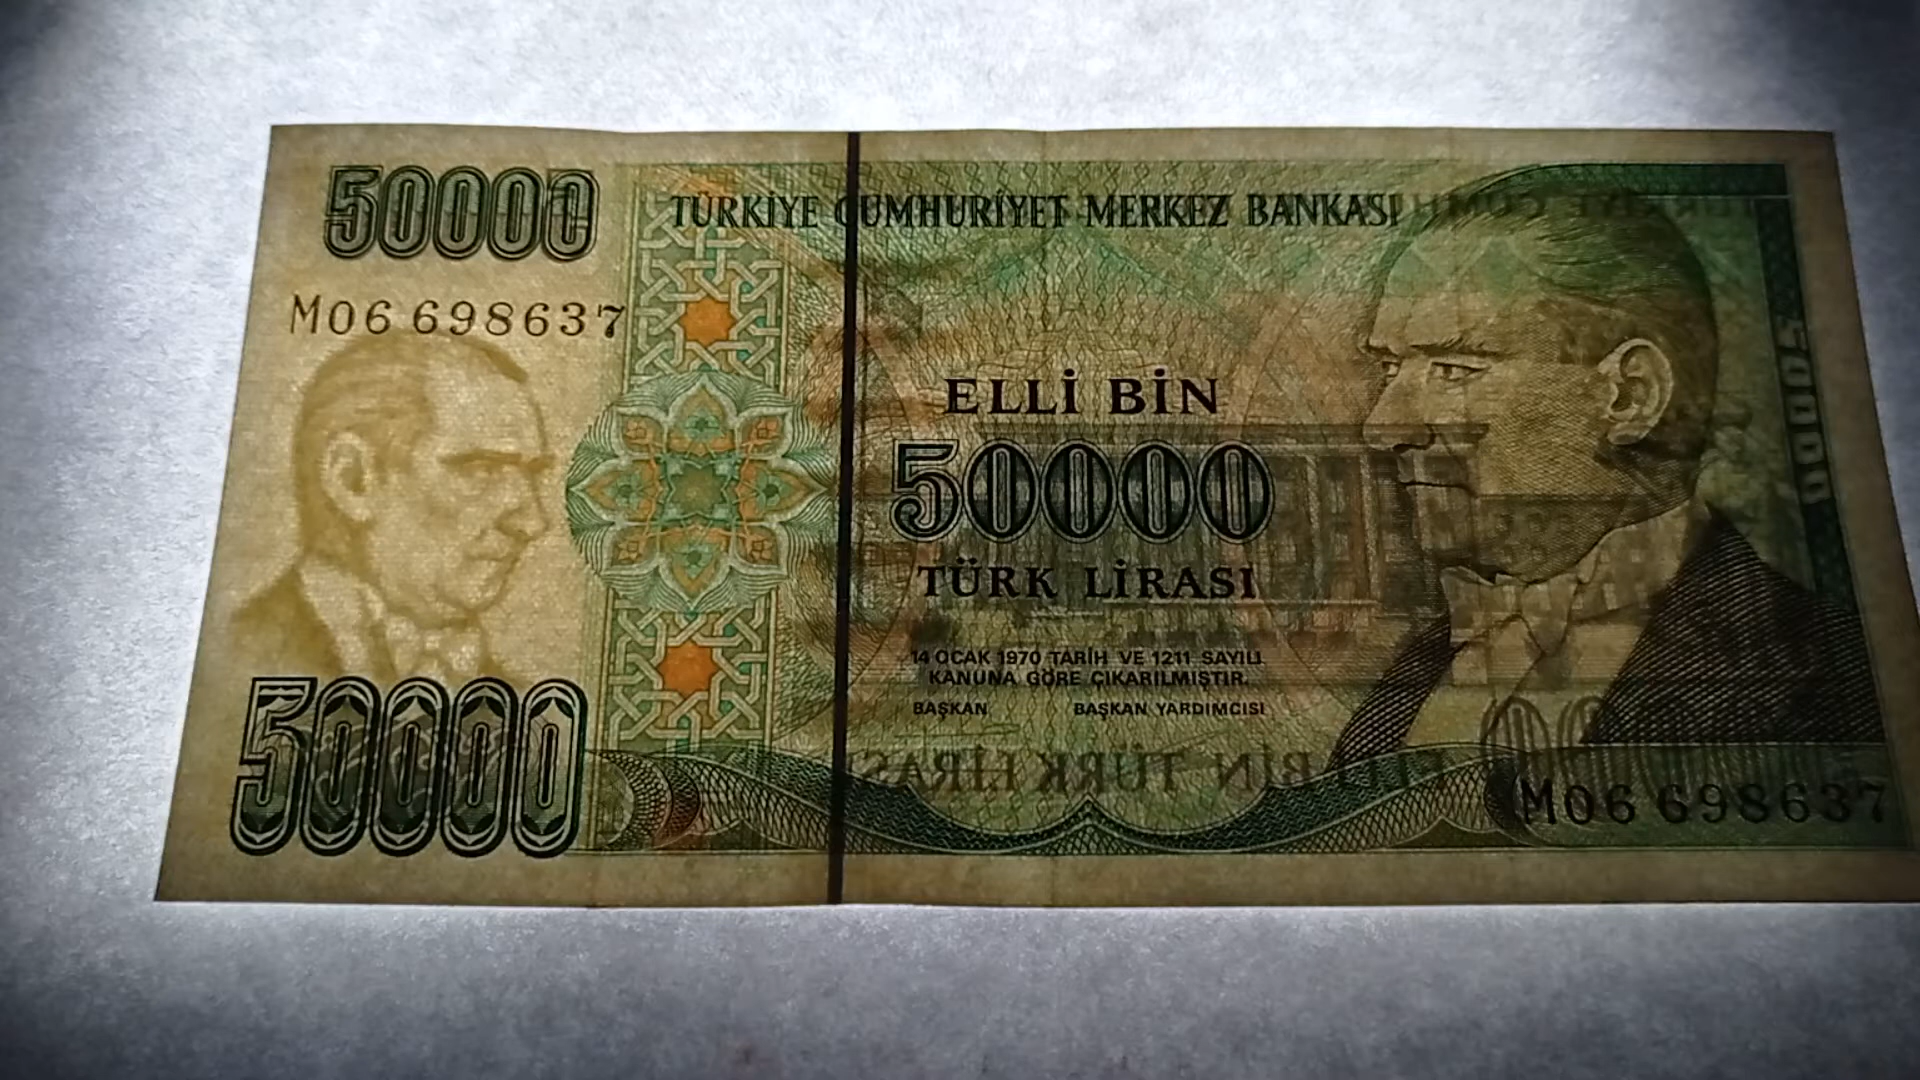 50000
TÜRKİYE CUMHURİYET MERKEZ BANKASI
M06 698637
ELLİ BİN
50000
TÜRK LİRASI
14 OCAK 1970 TARİH VE 1211 SAYILI
KANUNA GÖRE ÇIKARILMIŞTIR.
BAŞKAN BAŞKAN YARDIMCISI
50000
M06 698637